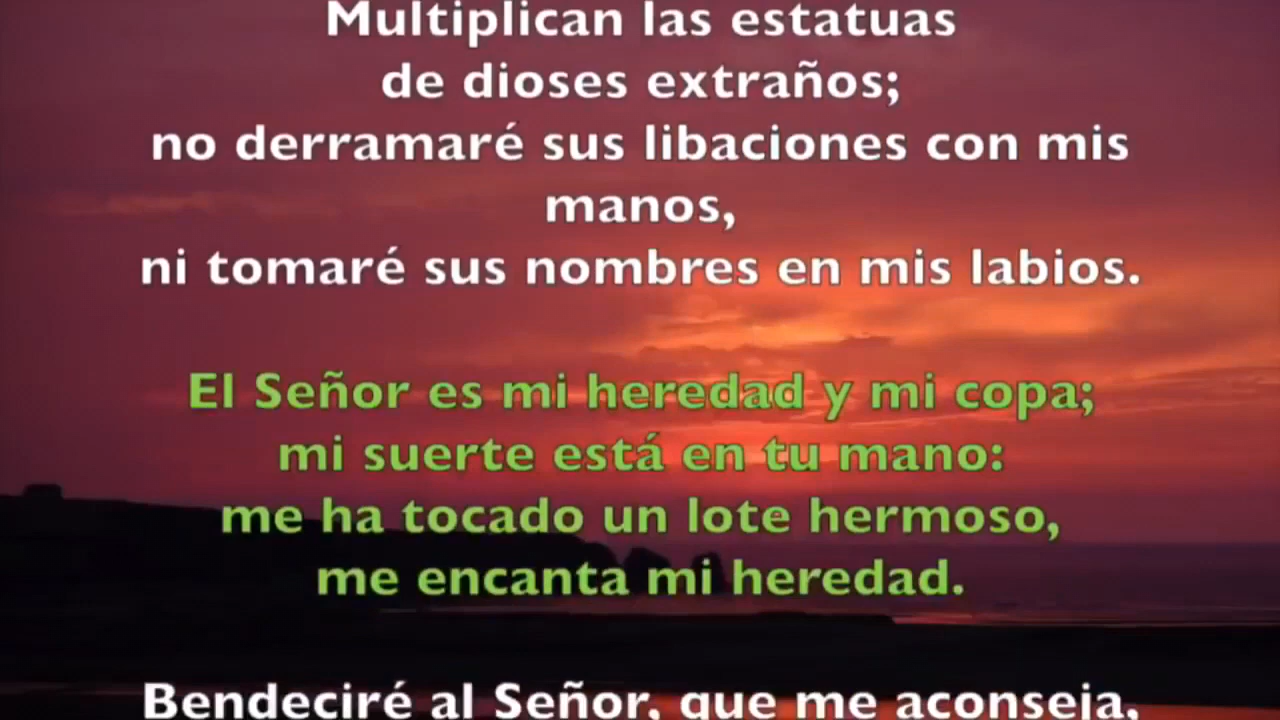 Multiplican las estatuas
de dioses extraños;
no derramaré sus libaciones con mis
manos,
ni tomaré sus nombres en mis labios.
El Señor es mi heredad y mi copa;
mi suerte está en tu mano:
me ha tocado un lote hermoso,
me encanta mi heredad.
Bendeciré al Señor, que me aconseja,